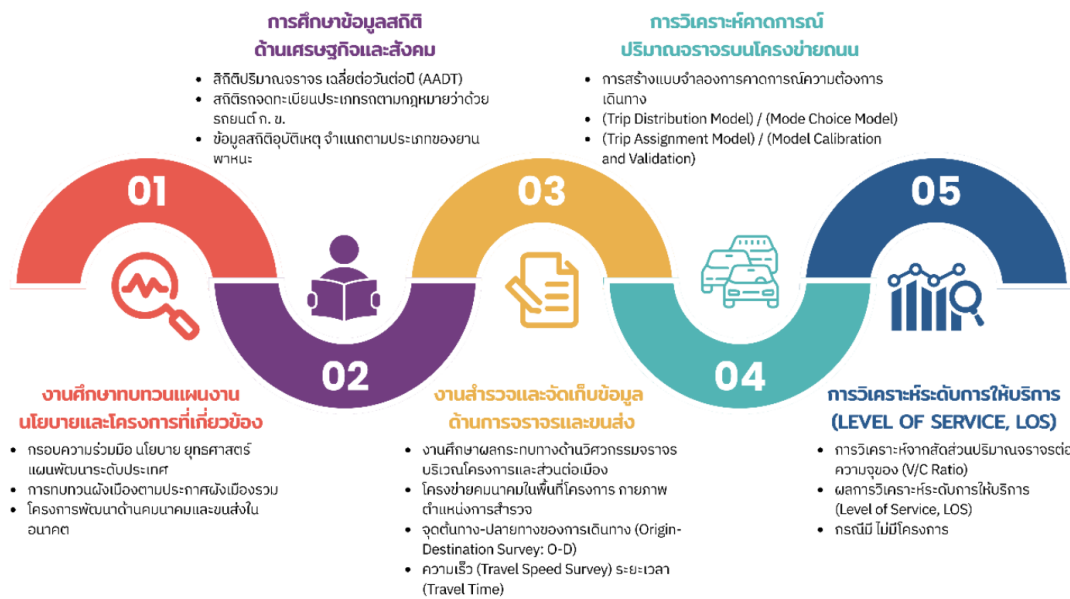 การศึกษาข้อมูลสถิติ
ด้านเศรษฐกิจและสังคม
• สิถิติปริมาณจราจร เฉลี่ยต่อวันต่อปี (AADT)
• สถิติรถจดทะเบียนประเภทรถตามกฎหมายว่าด้วย
รถยนต์ ก. ข.
• ข้อมูลสถิติอุบัติเหตุ จำแนกตามประเภทของยาน
พาหนะ
การวิเคราะห์คาดการณ์
ปริมาณจราจรบนโครงข่ายถนน
• การสร้างแบบจำลองการคาดการณ์ความต้องการ
เดินทาง
• (Trip Distribution Model) / (Mode Choice Model)
• (Trip Assignment Model) / (Model Calibration
and Validation)
01
03
05
02
04
งานศึกษาทบทวนแผนงาน
นโยบายและโครงการที่เกี่ยวข้อง
• กรอบความร่วมมือ นโยบาย ยุทธศาสตร์
แผนพัฒนาระดับประเทศ
• การทบทวนผังเมืองตามประกาศผังเมืองรวม
• โครงการพัฒนาด้านคมนาคมและขนส่งใน
อนาคต
งานสำรวจและจัดเก็บข้อมูล
ด้านการจราจรและขนส่ง
• งานศึกษาผลกระทบทางด้านวิศวกรรมจราจร
บริเวณโครงการและส่วนต่อเมือง
• โครงข่ายคมนาคมในพื้นที่โครงการ กายภาพ
ตำแหน่งการสำรวจ
• จุดต้นทาง-ปลายทางของการเดินทาง (Origin-
Destination Survey: O-D)
• ความเร็ว (Travel Speed Survey) ระยะเวลา
(Travel Time)
การวิเคราะห์ระดับการให้บริการ
(LEVEL OF SERVICE, LOS)
• การวิเคราะห์จากสัดส่วนปริมาณจราจรต่อ
ความจุของ (V/C Ratio)
• ผลการวิเคราะห์ระดับการให้บริการ
(Level of Service, LOS)
• กรณีมี ไม่มีโครงการ